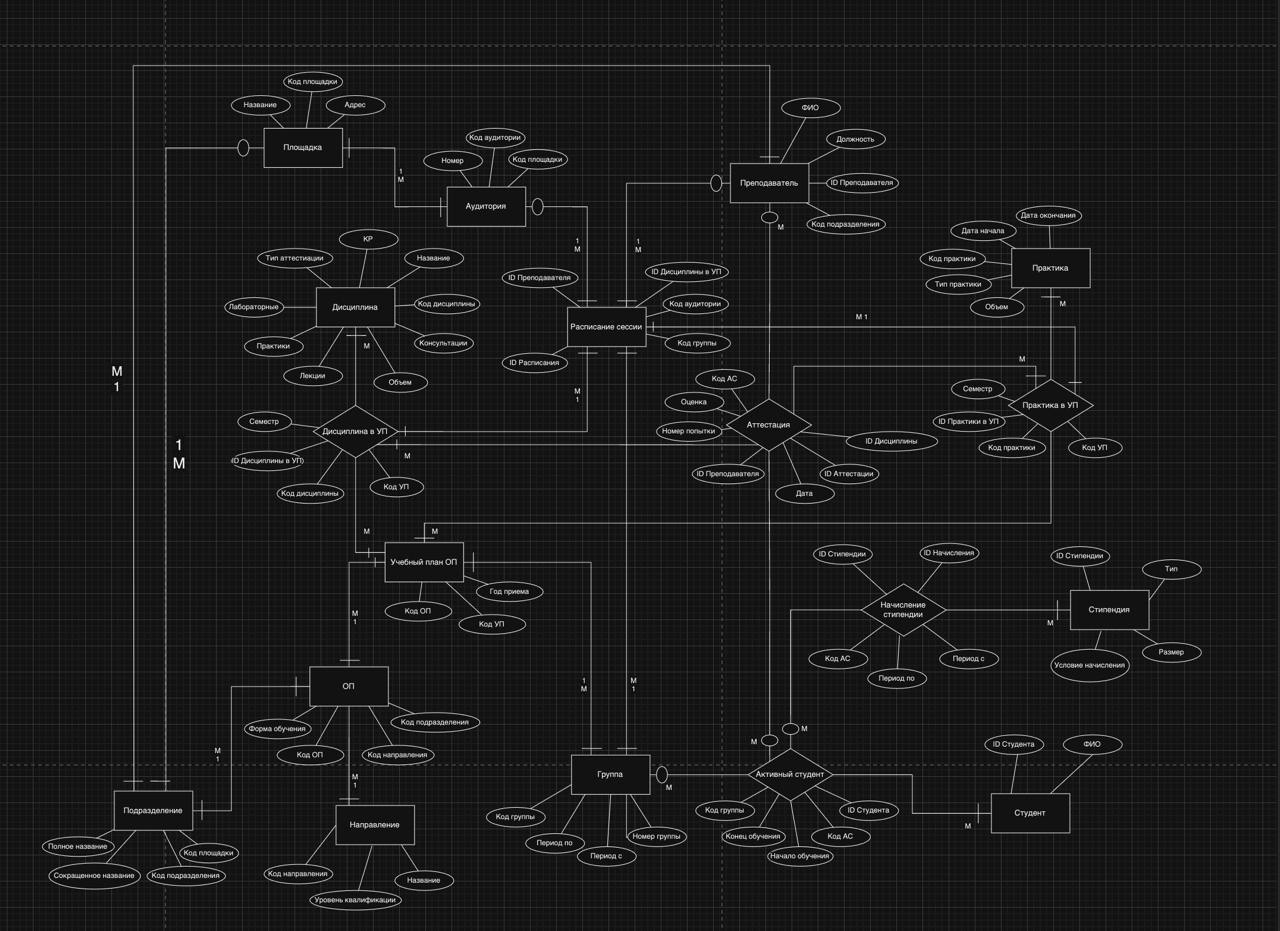 Код площадки
Название
Адрес
Площадка
1
М
Код аудитории
Номер
Код площадки
Аудитория
1
М
ФИО
Должность
Преподаватель
ID Преподавателя
Код подразделения
М
1
М
Дата окончания
Дата начала
Код практики
Практика
Тип практики
Объем
М
КР
Тип аттестиации
Название
Лабораторные
Дисциплина
Код дисциплины
Практики
Консультации
Лекции
Объем
М
ID Преподавателя
ID Дисциплины в УП
Код аудитории
Расписание сессии
Код группы
ID Расписания
М 1
М
1
М
1
1
М
Код АС
Оценка
Номер попытки
Аттестация
ID Дисциплины
ID Преподавателя
ID Аттестации
Дата
М
Семестр
Практика в УП
ID Практики в УП
Код практики
Код УП
Семестр
Дисциплина в УП
ID Дисциплины в УП)
Код дисциплины
Код УП
М
М
М
Учебный план ОП
Год приема
Код ОП
Код УП
М
1
ID Стипендии
ID Начисления
Начисление
стипендии
Код АС
Период с
Период по
М
ID Стипендии
Тип
Стипендия
Условие начисления
Размер
ОП
Форма обучения
Код подразделения
Код ОП
Код направления
М
1
М
1
1
М
М
1
Подразделение
Полное название
Код площадки
Сокращенное название
Код подразделения
Направление
Код направления
Название
Уровень квалификации
Группа
Код группы
Номер группы
Период по
Период с
М
М
М
Активный студент
Код группы
ID Студента
Конец обучения
Код АС
Начало обучения
М
ID Студента
ФИО
Студент